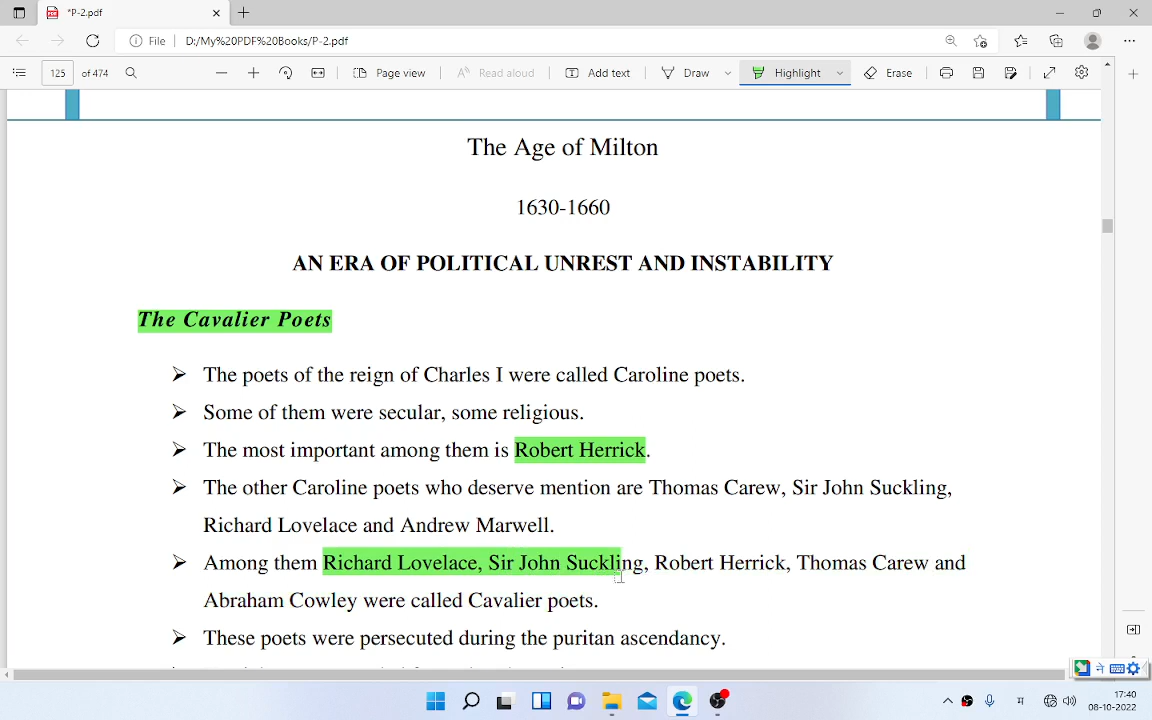 *P-2.pdf
File D:/My%20PDF%20Books/P-2.pdf
125 of 474 Page view Read aloud Add text Draw Highlight Erase
The Age of Milton
1630-1660
AN ERA OF POLITICAL UNREST AND INSTABILITY
The Cavalier Poets
➢ The poets of the reign of Charles I were called Caroline poets.
➢ Some of them were secular, some religious.
➢ The most important among them is Robert Herrick.
➢ The other Caroline poets who deserve mention are Thomas Carew, Sir John Suckling,
Richard Lovelace and Andrew Marwell.
➢ Among them Richard Lovelace, Sir John Suckling, Robert Herrick, Thomas Carew and
Abraham Cowley were called Cavalier poets.
➢ These poets were persecuted during the puritan ascendancy.
17:40
08-10-2022